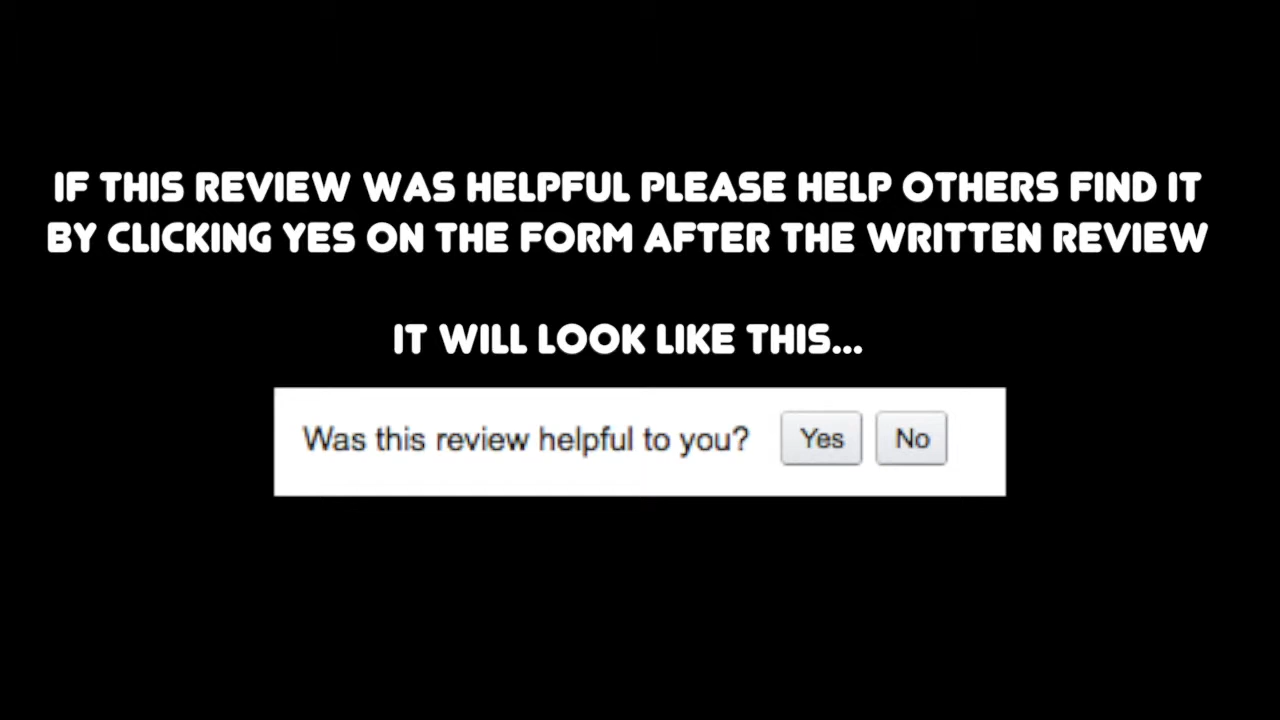 IF THIS REVIEW WAS HELPFUL PLEASE HELP OTHERS FIND IT
BY CLICKING YES ON THE FORM AFTER THE WRITTEN REVIEW
IT WILL LOOK LIKE THIS...
Was this review helpful to you? Yes No